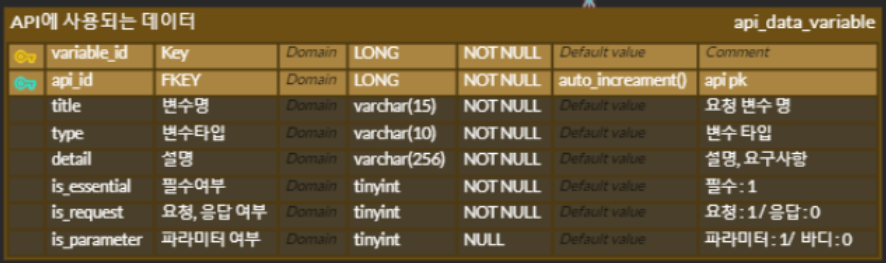 API에 사용되는 데이터 api_data_variable
variable_id Key Domain LONG NOT NULL Default value Comment
api_id FKEY Domain LONG NOT NULL auto_increament() api pk
title 변수명 Domain varchar(15) NOT NULL Default value 요청 변수 명
type 변수타입 Domain varchar(10) NOT NULL Default value 변수 타입
detail 설명 Domain varchar(256) NOT NULL Default value 설명, 요구사항
is_essential 필수여부 Domain tinyint NOT NULL Default value 필수 : 1
is_request 요청, 응답 여부 Domain tinyint NOT NULL Default value 요청 : 1/ 응답 : 0
is_parameter 파라미터 여부 Domain tinyint NULL Default value 파라미터 : 1/ 바디 : 0